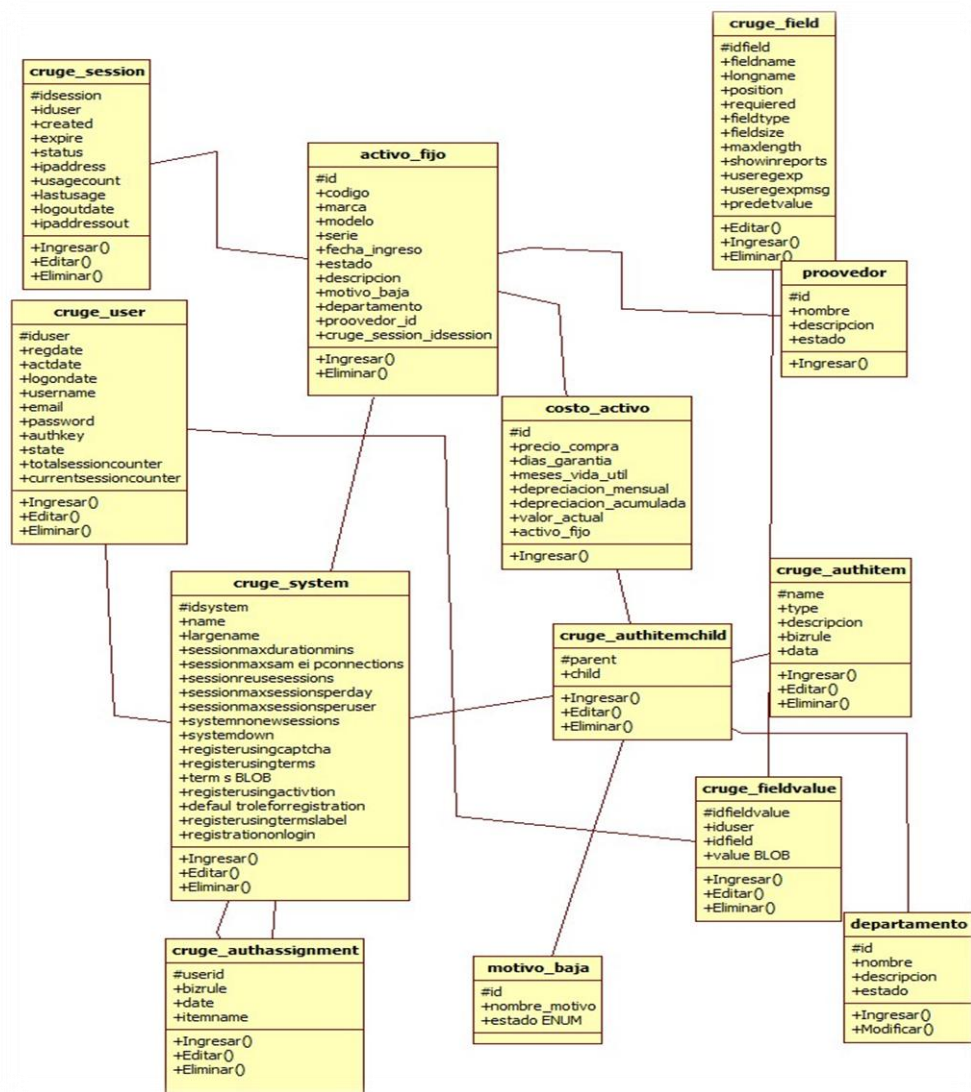 cruge_field
#idfield
+fieldname
+longname
+position
+requiered
+fieldtype
+fieldsize
+maxlength
+showinreports
+useregexp
+useregexpmsg
+predetvalue
+Editar()
+Ingresar()
+Eliminar()
cruge_session
#idsession
+iduser
+created
+expire
+status
+ipaddress
+usagecount
+lastusage
+logoutdate
+ipaddressout
+Ingresar()
+Editar()
+Eliminar()
activo_fijo
#id
+codigo
+marca
+modelo
+serie
+fecha_ingreso
+estado
+descripcion
+motivo_baja
+departamento
+proovedor_id
+cruge_session_idsession
+Ingresar()
+Eliminar()
proovedor
#id
+nombre
+descripcion
+estado
+Ingresar()
cruge_user
#iduser
+regdate
+actdate
+logondate
+username
+email
+password
+authkey
+state
+totalsessioncounter
+currentsessioncounter
+Ingresar()
+Editar()
+Eliminar()
costo_activo
#id
+precio_compra
+dias_garantia
+meses_vida_util
+depreciacion_mensual
+depreciacion_acumulada
+valor_actual
+activo_fijo
+Ingresar()
cruge_system
#idsystem
+name
+largename
+sessionmaxdurationmins
+sessionmaxsam ei pconnections
+sessionreusesessions
+sessionmaxsessionsperday
+sessionmaxsessionsperuser
+systemnonewsessions
+systemdown
+registerusingcaptcha
+registerusingterms
+term s BLOB
+registerusingactivtion
+defaul troleforregistration
+registerusingtermslabel
+registrationonlogin
+Ingresar()
+Editar()
+Eliminar()
cruge_authitem
#name
+type
+descripcion
+bizrule
+data
+Ingresar()
+Editar()
+Eliminar()
cruge_authitemchild
#parent
+child
+Ingresar()
+Editar()
+Eliminar()
cruge_fieldvalue
#idfieldvalue
+iduser
+idfield
+value BLOB
+Ingresar()
+Editar()
+Eliminar()
departamento
#id
+nombre
+descripcion
+estado
+Ingresar()
+Modificar()
cruge_authassignment
#userid
+bizrule
+date
+itemname
+Ingresar()
+Editar()
+Eliminar()
motivo_baja
#id
+nombre_motivo
+estado ENUM